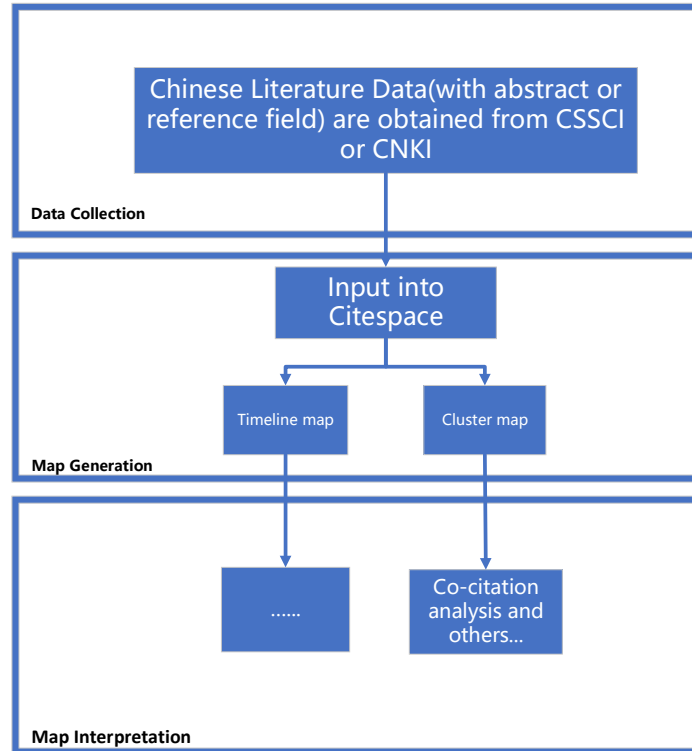 Chinese Literature Data(with abstract or
reference field) are obtained from CSSCI
or CNKI
Data Collection
Input into
Citespace
Timeline map
Cluster map
Map Generation
......
Co-citation
analysis and
others...
Map Interpretation